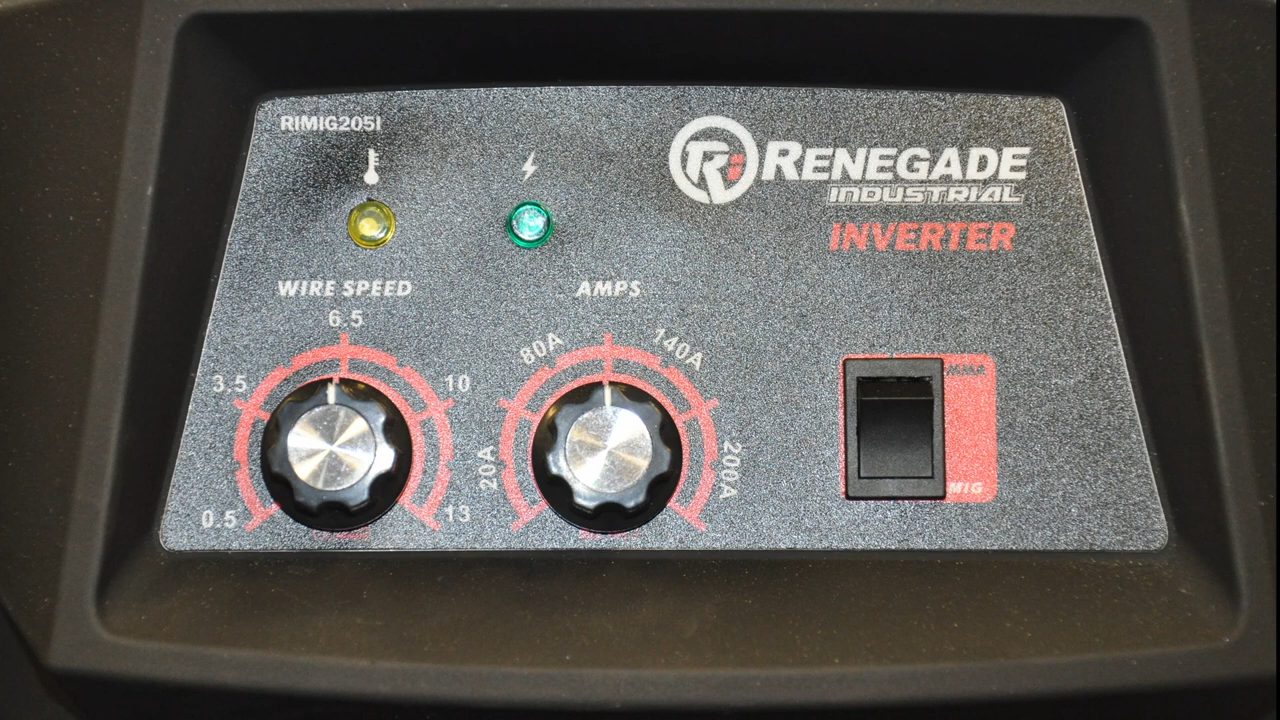 RIMIG205I
Ri RENEGADE
INDUSTRIAL
INVERTER
WIRE SPEED
AMPS
6.5
3.5
10
0.5
13
80A
140A
20A
200A
MMA
MIG